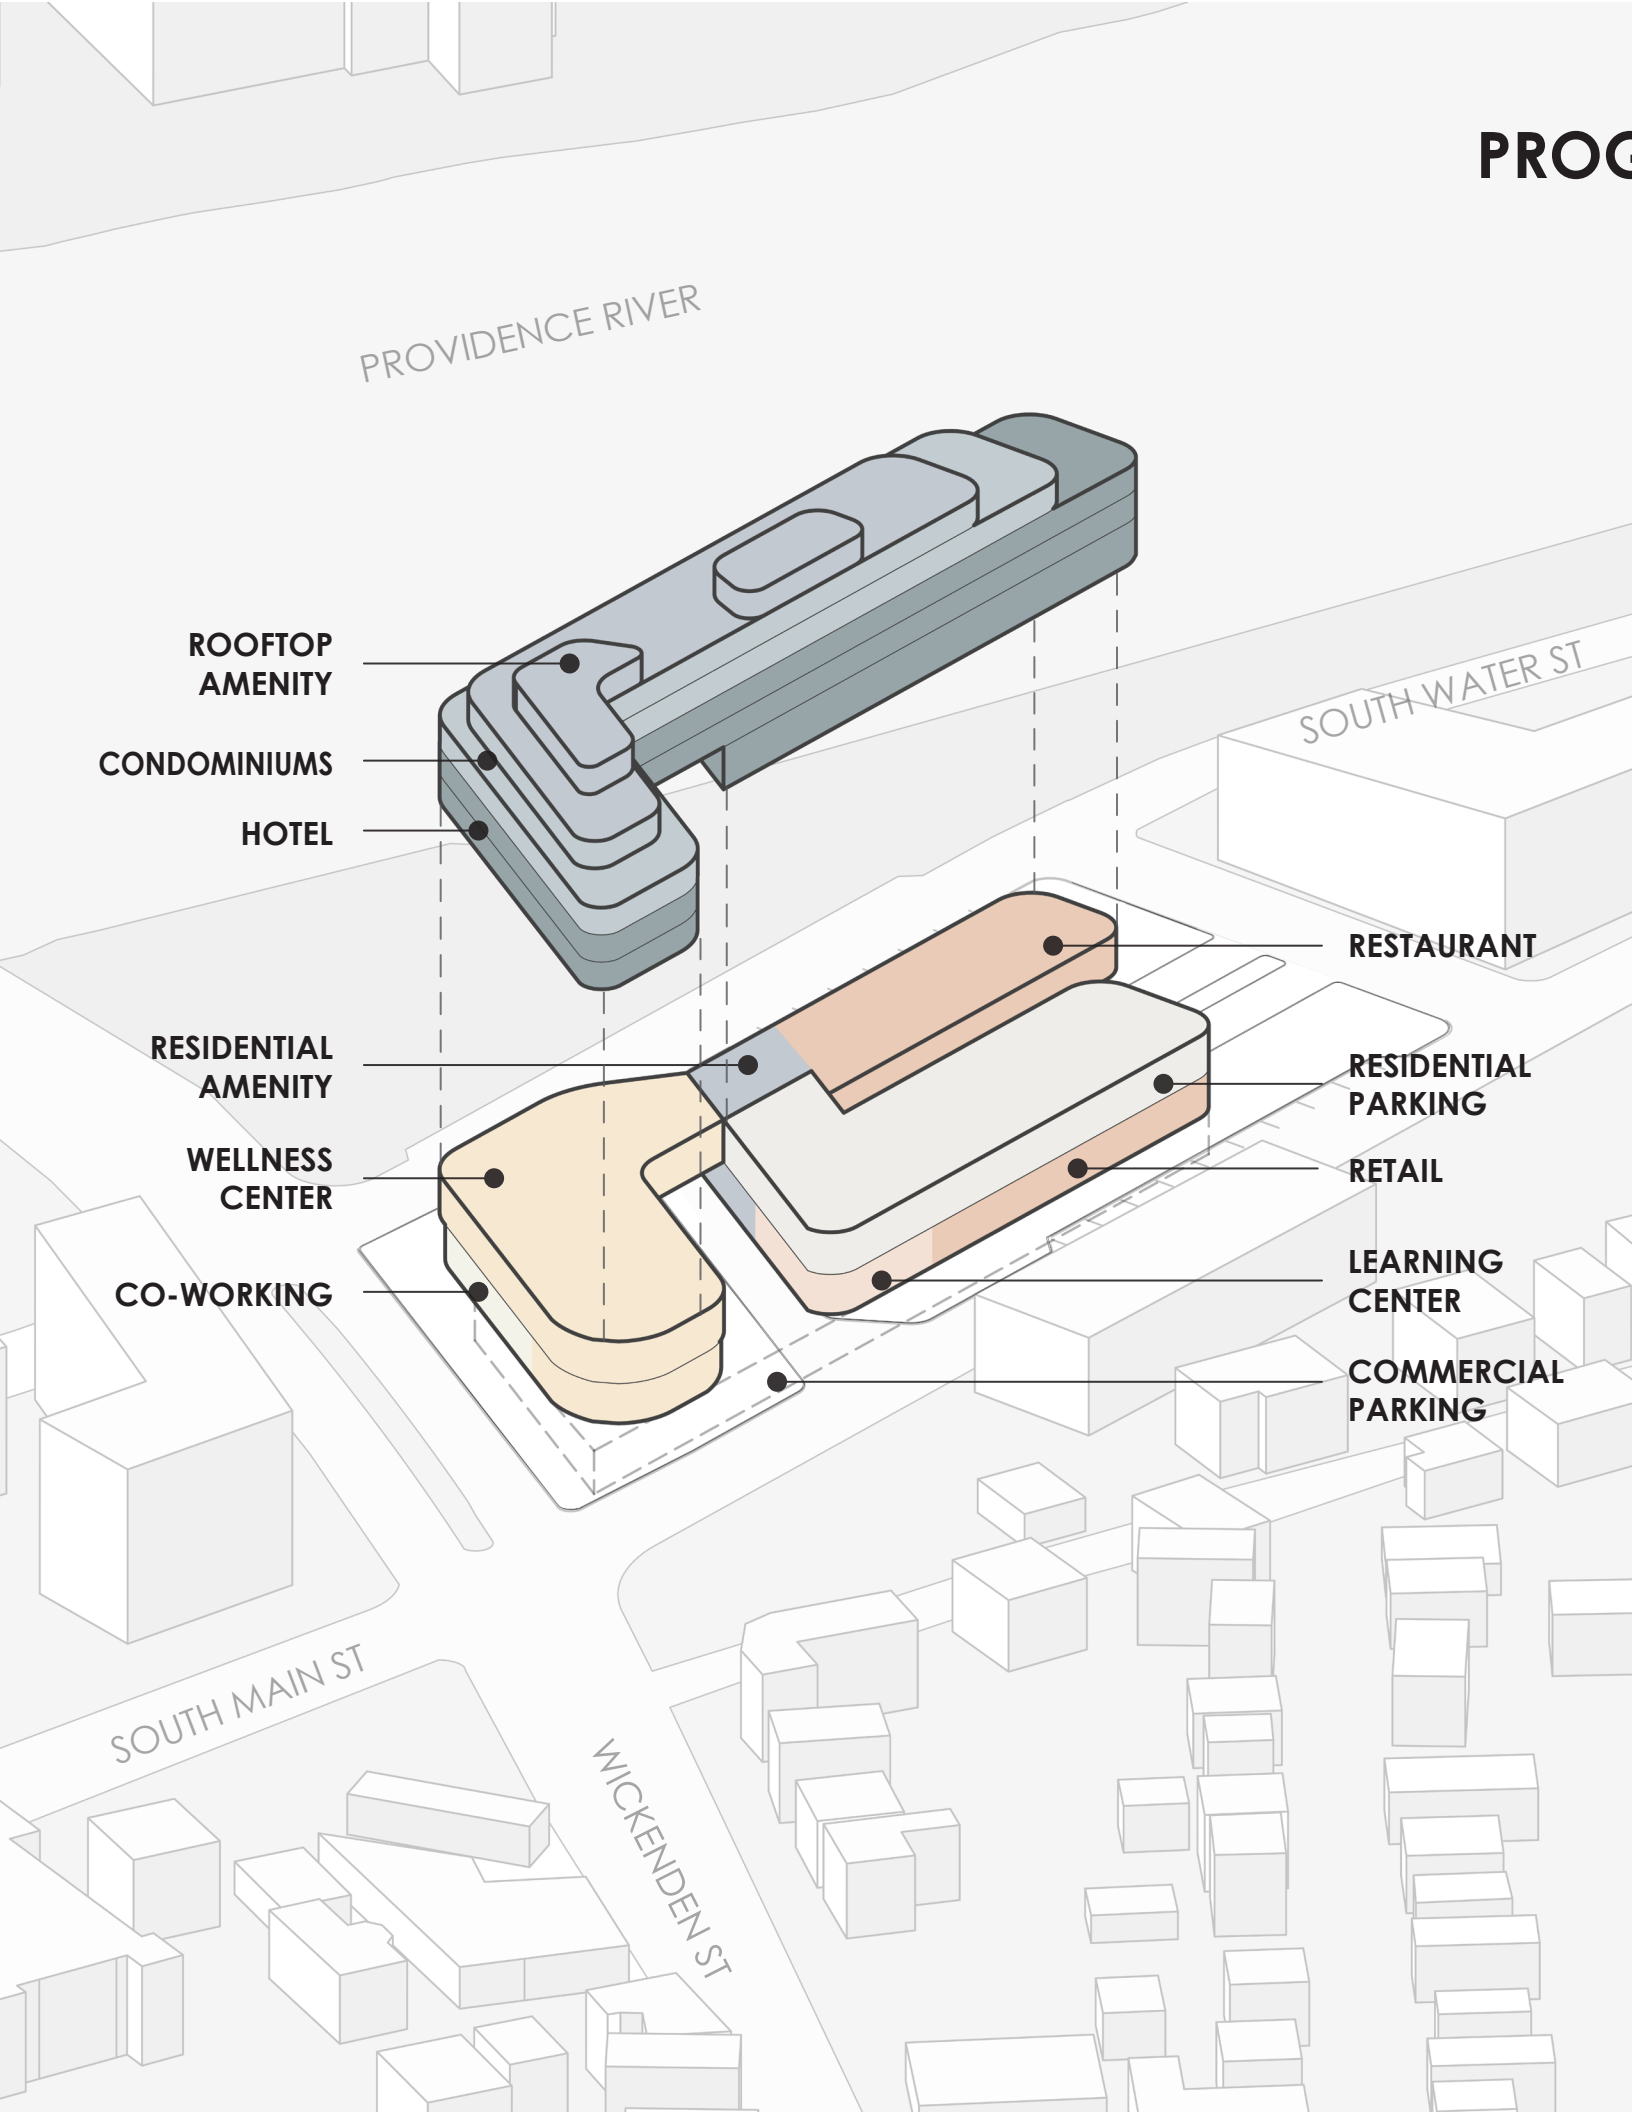 PROG
PROVIDENCE RIVER
ROOFTOP
AMENITY
SOUTH WATER ST
CONDOMINIUMS
HOTEL
RESTAURANT
RESIDENTIAL
AMENITY
RESIDENTIAL
PARKING
WELLNESS
CENTER
RETAIL
CO-WORKING
LEARNING
CENTER
COMMERCIAL
PARKING
SOUTH MAIN ST
WICKENDEN ST